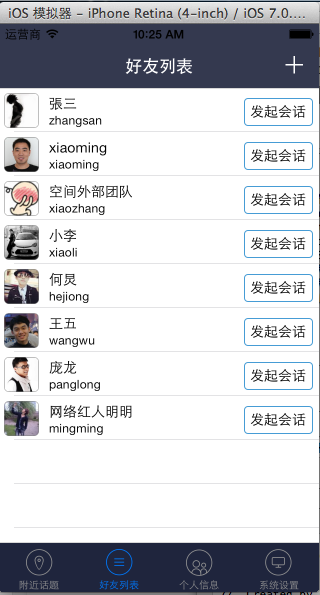 iOS 模拟器 - iPhone Retina (4-inch) / iOS 7.0....
运营商 10:25 AM
好友列表
張三
zhangsan
发起会话
xiaoming
xiaoming
发起会话
空间外部团队
xiaozhang
发起会话
小李
xiaoli
发起会话
何炅
hejiong
发起会话
王五
wangwu
发起会话
庞龙
panglong
发起会话
网络红人明明
mingming
发起会话
附近话题 好友列表 个人信息 系统设置